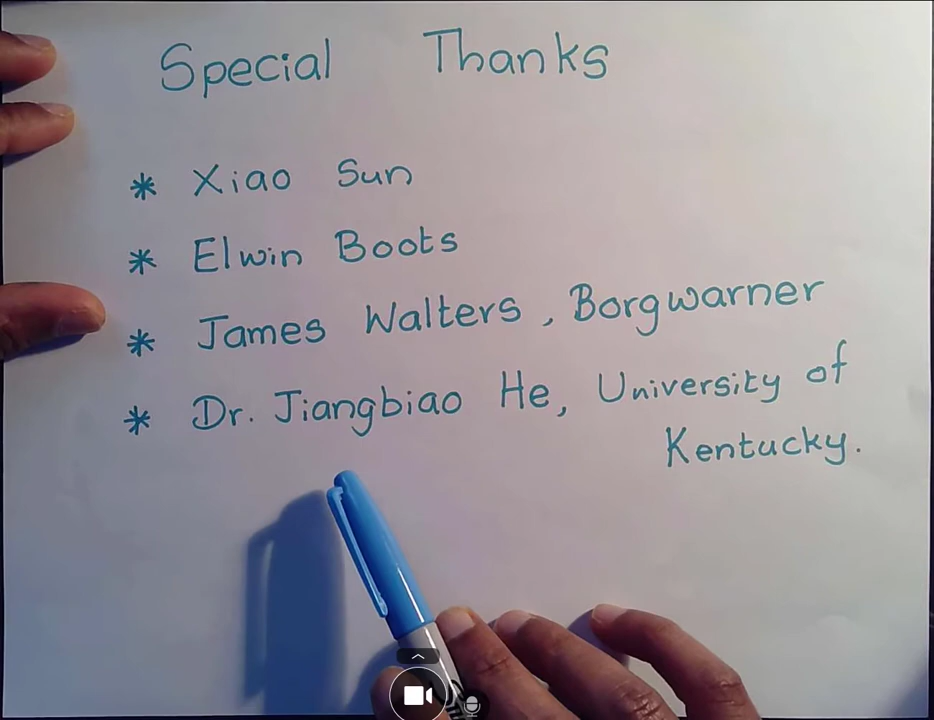 Special Thanks
* Xiao Sun
* Elwin Boots
* James Walters, Borgwarner
* Dr. Jiangbiao He, University of
Kentucky.